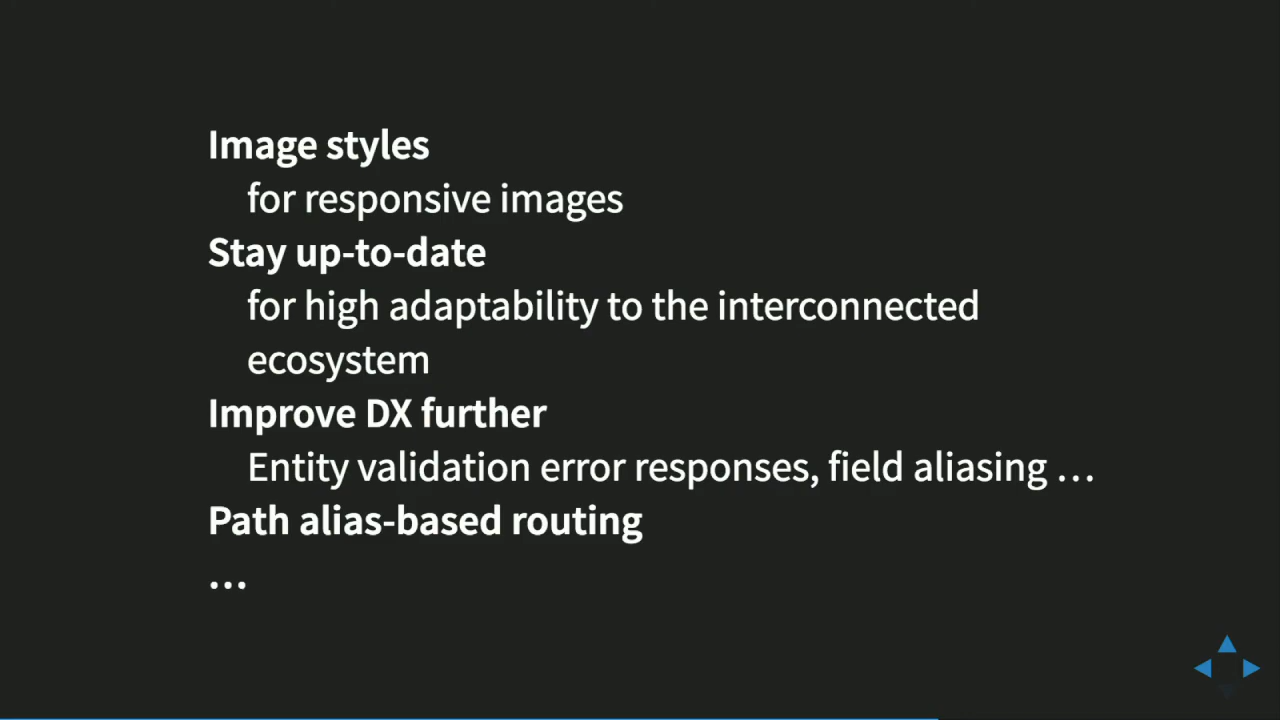 Image styles
for responsive images
Stay up-to-date
for high adaptability to the interconnected
ecosystem
Improve DX further
Entity validation error responses, field aliasing …
Path alias-based routing
…